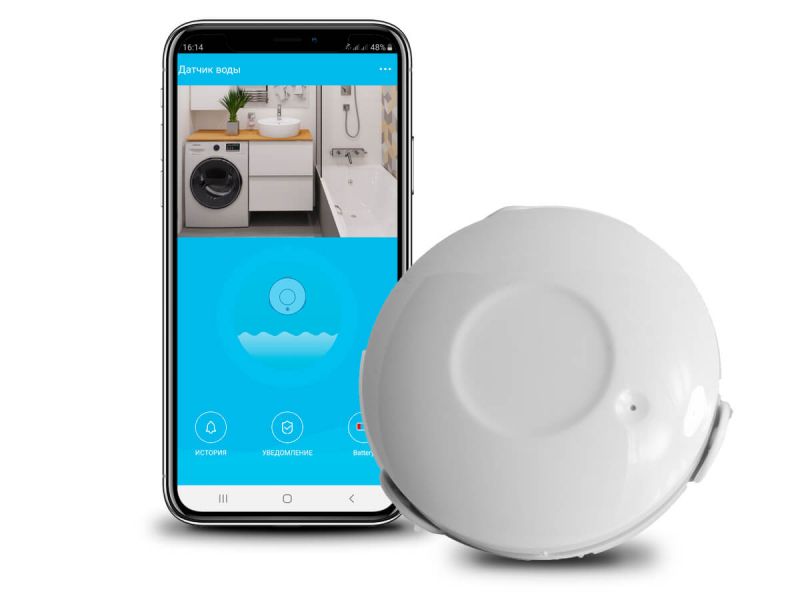 16:14
48%
Датчик воды
ИСТОРИЯ
УВЕДОМЛЕНИЕ
Battery